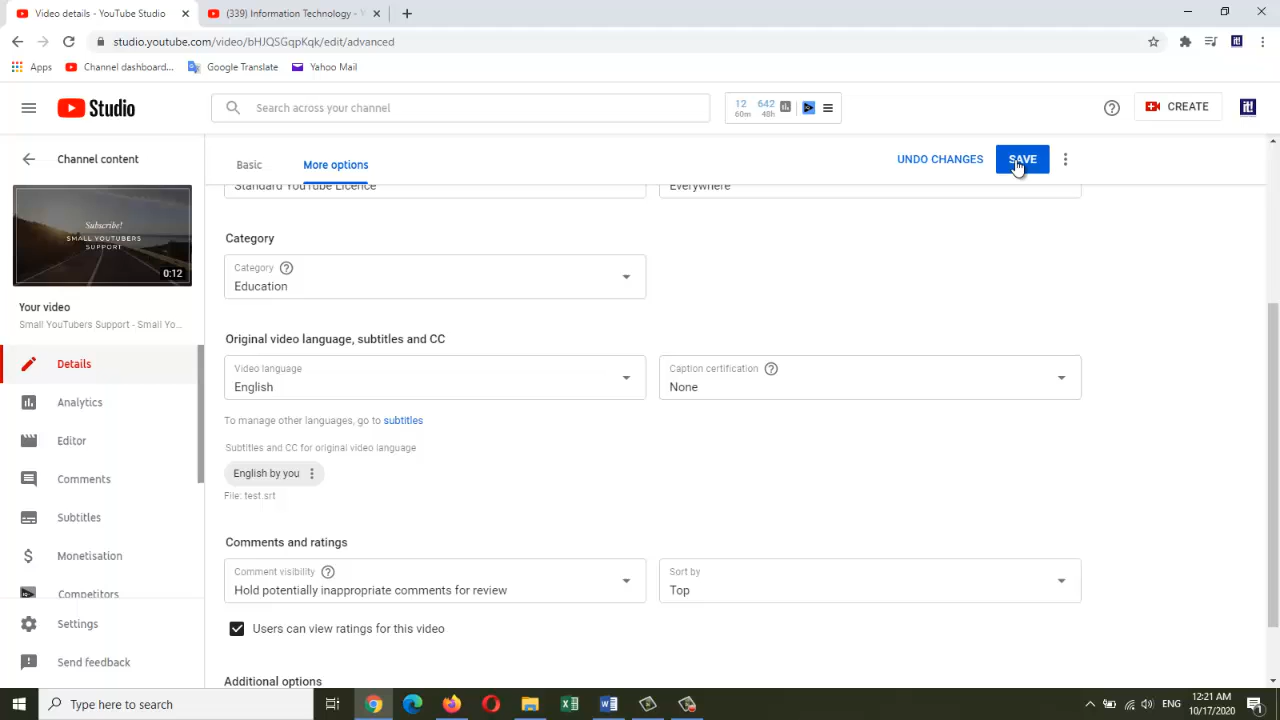 Video details - YouTube Studio
(339) Information Technology - Y
studio.youtube.com/video/bHJQSGqpKqk/edit/advanced
Apps
Channel dashboard...
Google Translate
Yahoo Mail
Studio
Search across your channel
12
60m
642
48h
CREATE
it!
Channel content
Basic
More options
UNDO CHANGES
SAVE
Subscribe!
SMALL YOUTUBERS
SUPPORT
0:12
Your video
Small YouTubers Support - Small Yo...
Details
Analytics
Editor
Comments
Subtitles
Monetisation
Competitors
Settings
Send feedback
Standard YouTube Licence
Everywhere
Category
Category
Education
Original video language, subtitles and CC
Video language
English
Caption certification
None
To manage other languages, go to subtitles
Subtitles and CC for original video language
English by you
File: test.srt
Comments and ratings
Comment visibility
Hold potentially inappropriate comments for review
Sort by
Top
Users can view ratings for this video
Additional options
Type here to search
ENG
12:21 AM
10/17/2020